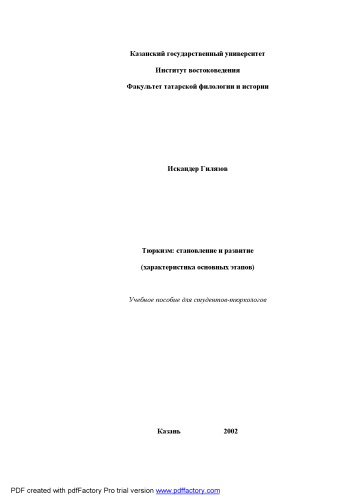 Казанский государственный университет
Институт востоковедения
Факультет татарской филологии и истории
Искандер Гилязов
Тюркизм: становление и развитие
(характеристика основных этапов)
Учебное пособие для студентов-тюркологов
Казань 2002
PDF created with pdfFactory Pro trial version www.pdffactory.com